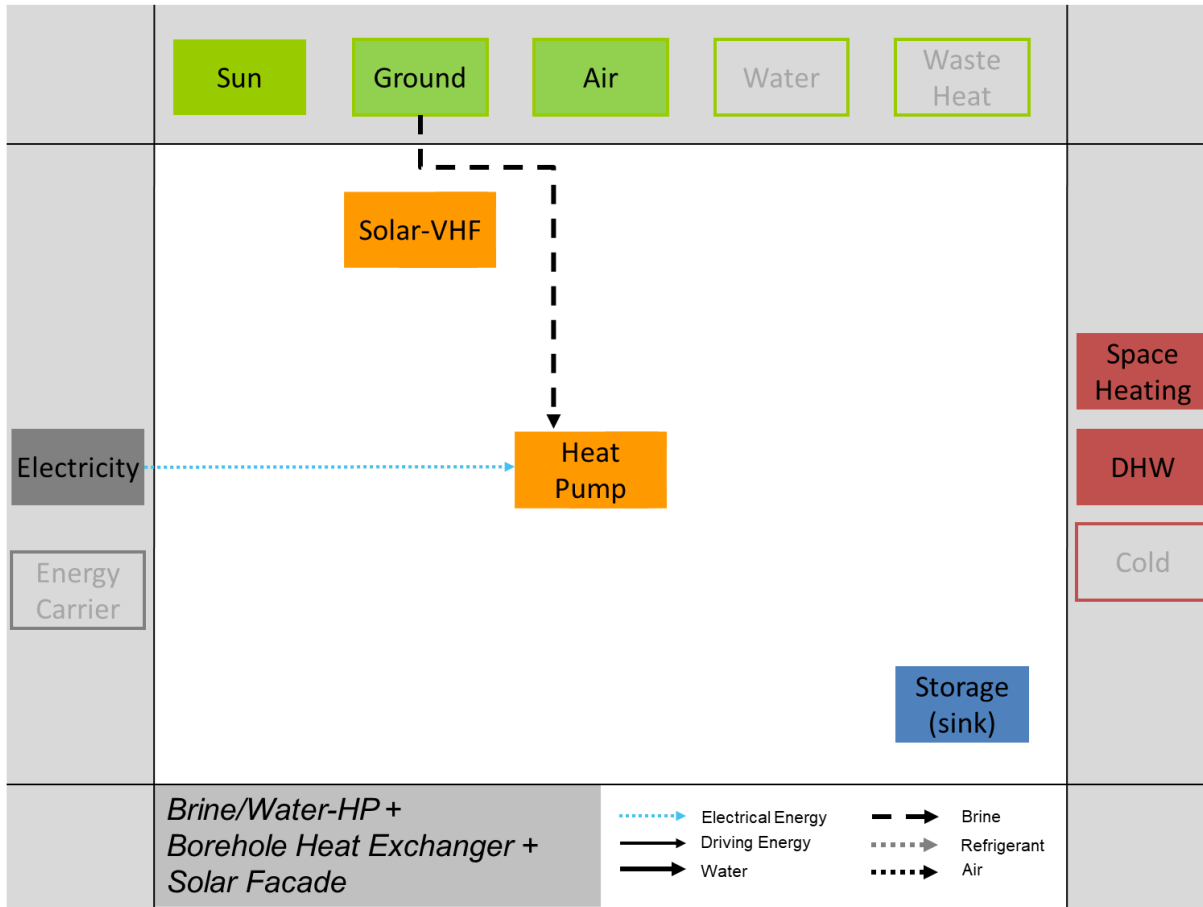 Sun
Ground
Air
Water
Waste
Heat
Solar-VHF
Space
Heating
Electricity
Heat
Pump
DHW
Energy
Carrier
Cold
Storage
(sink)
Brine/Water-HP +
Borehole Heat Exchanger +
Solar Facade
Electrical Energy
Driving Energy
Water
Brine
Refrigerant
Air